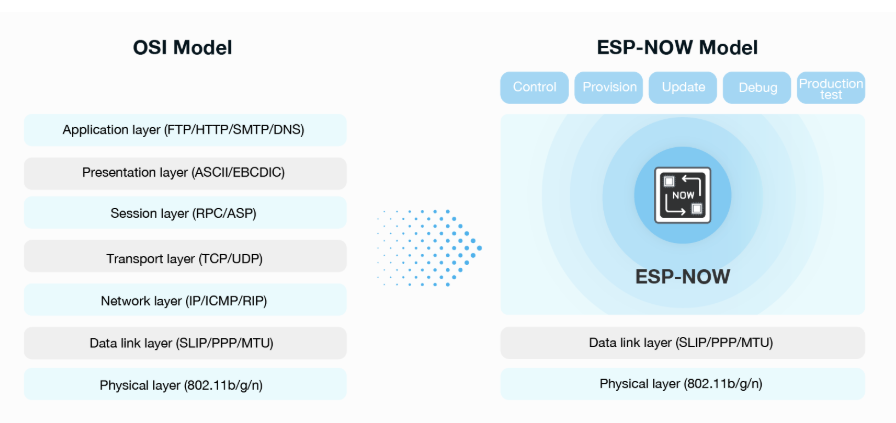 OSI Model
Application layer (FTP/HTTP/SMTP/DNS)
Presentation layer (ASCII/EBCDIC)
Session layer (RPC/ASP)
Transport layer (TCP/UDP)
Network layer (IP/ICMP/RIP)
Data link layer (SLIP/PPP/MTU)
Physical layer (802.11b/g/n)
ESP-NOW Model
Control
Provision
Update
Debug
Production
test
NOW
ESP-NOW
Data link layer (SLIP/PPP/MTU)
Physical layer (802.11b/g/n)